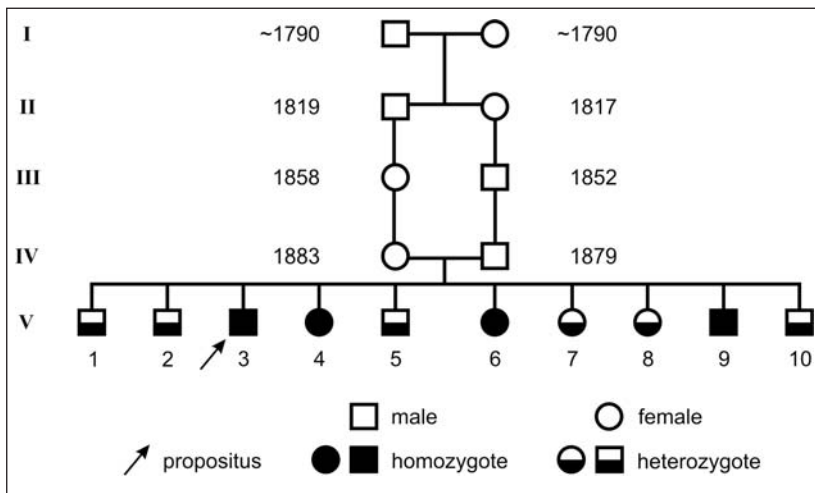 I ~1790 ~1790
II 1819 1817
III 1858 1852
IV 1883 1879
V
1 2 3 4 5 6 7 8 9 10
male female
propositus homozygote heterozygote